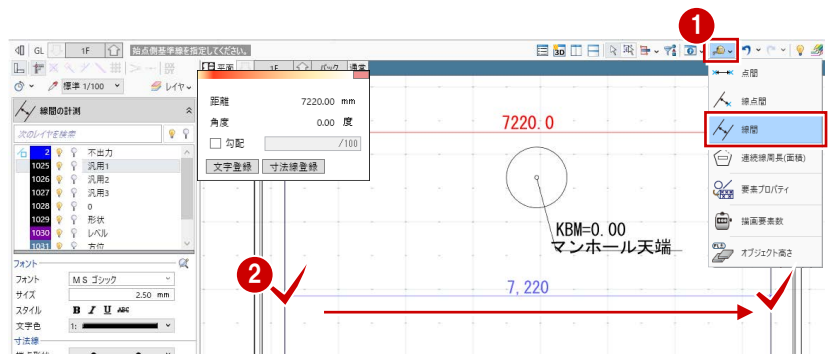 1
GL 1F 始点側基準線を指定してください。
平面 1F パック 通常
標準 1/100 レイヤ
線間の計測
次のレイヤを検索
2 不出力
1025 汎用1
1026 汎用2
1027 汎用3
1028 0
1029 形状
1030 レベル
1031 方位
フォント
フォント MS ゴシック
サイズ 2.50 mm
スタイル B I U ABC
文字色 1:
寸法線
距離 7220.00 mm
角度 0.00 度
勾配 /100
文字登録 寸法線登録
7220.0
KBM=0.00
マンホール天端
2
7,220
点間
線点間
線間
連続線周長(面積)
要素プロパティ
描画要素数
オブジェクト高さ